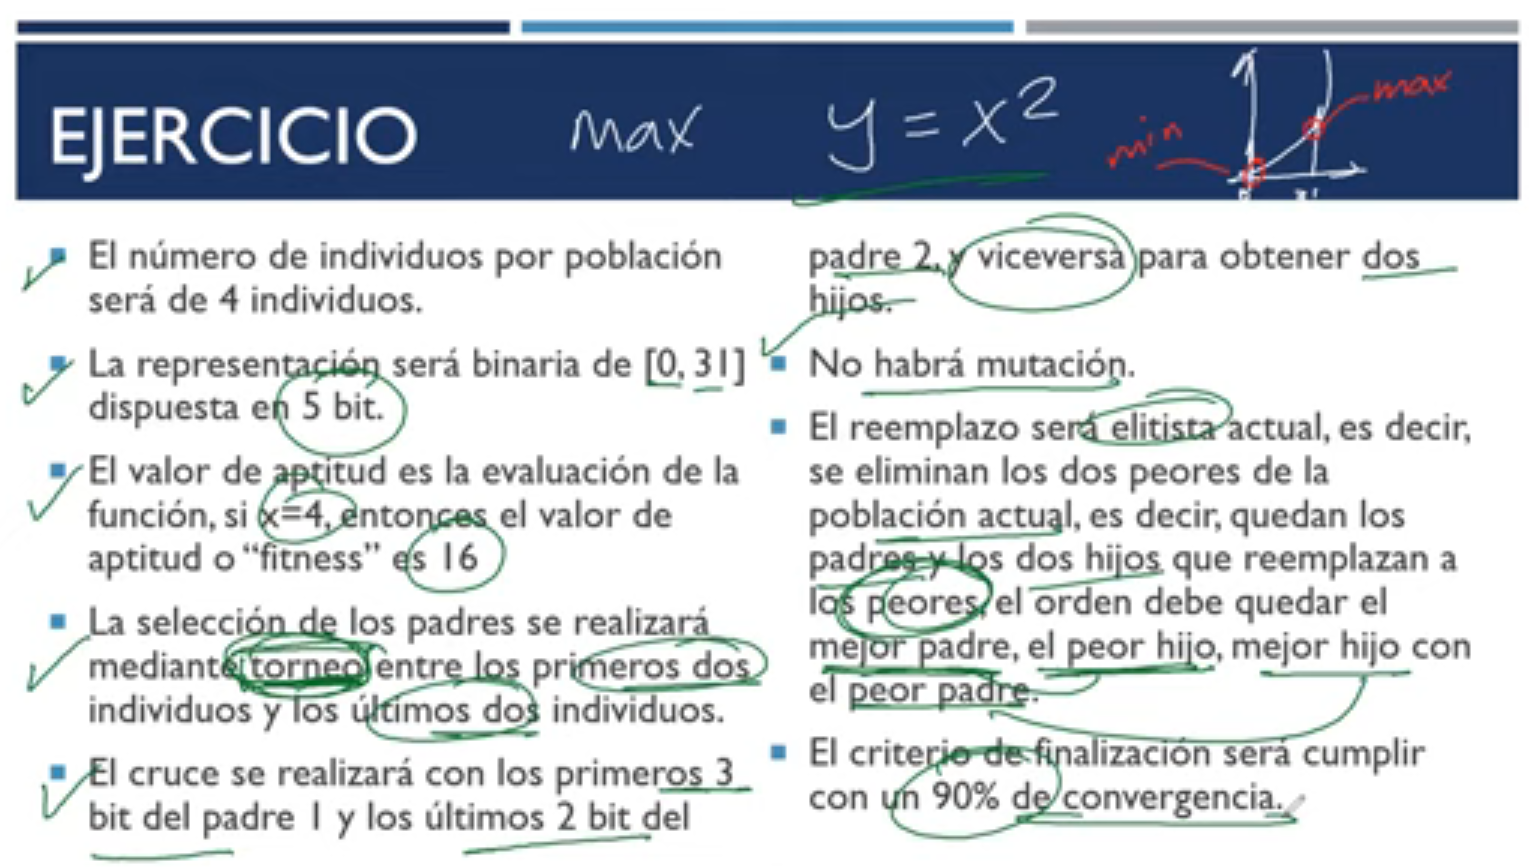 EJERCICIO
max
y = x²
min
max
El número de individuos por población
será de 4 individuos.
La representación será binaria de [0, 31]
dispuesta en 5 bit.
El valor de aptitud es la evaluación de la
función, si x=4, entonces el valor de
aptitud o “fitness” es 16
La selección de los padres se realizará
mediante torneo entre los primeros dos
individuos y los últimos dos individuos.
El cruce se realizará con los primeros 3
bit del padre 1 y los últimos 2 bit del
padre 2, y viceversa para obtener dos
hijos.
No habrá mutación.
El reemplazo será elitista actual, es decir,
se eliminan los dos peores de la
población actual, es decir, quedan los
padres y los dos hijos que reemplazan a
los peores, el orden debe quedar el
mejor padre, el peor hijo, mejor hijo con
el peor padre.
El criterio de finalización será cumplir
con un 90% de convergencia.